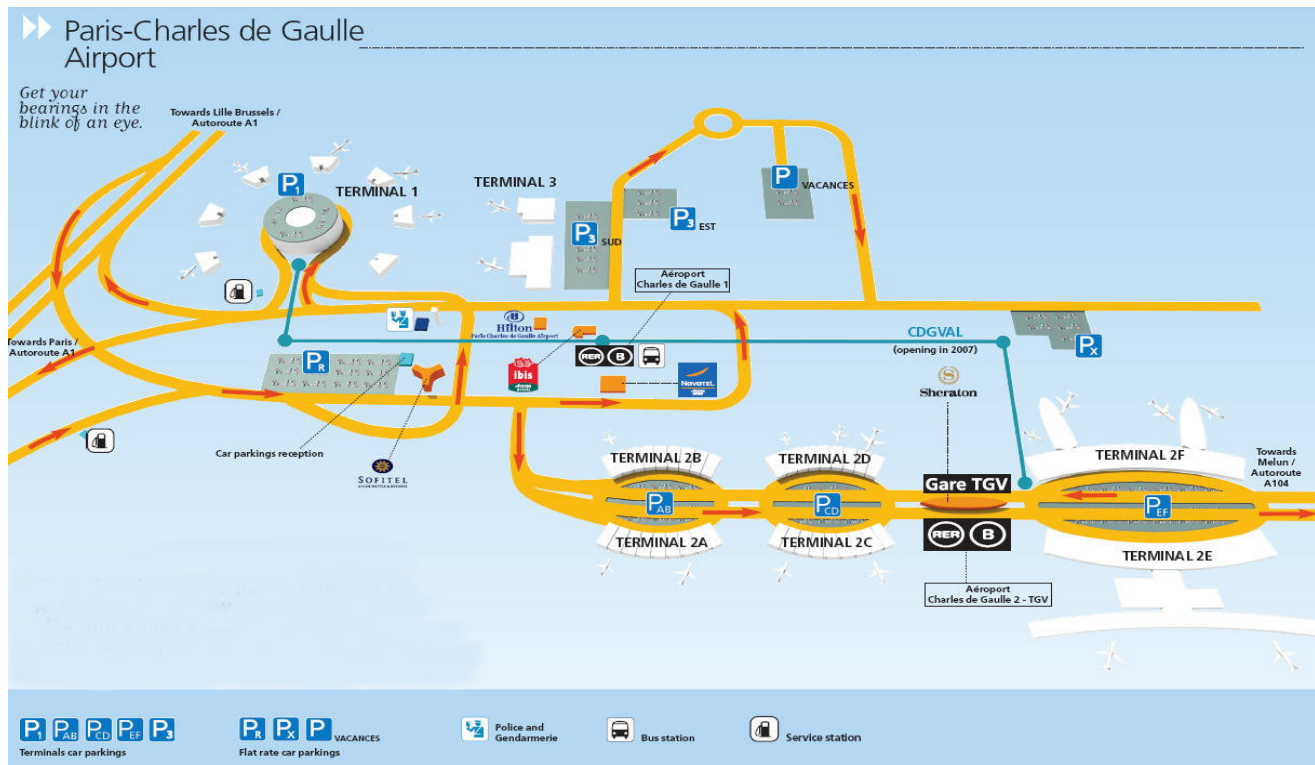 Paris-Charles de Gaulle
Airport
Get your
bearings in the
blink of an eye.
Towards Lille Brussels /
Autoroute A1
P1
TERMINAL 1
TERMINAL 3
P3 SUD
P3 EST
P VACANCES
Aéroport
Charles de Gaulle 1
Hilton
Paris Charles de Gaulle Airport
CDGVAL
(opening in 2007)
PX
Towards Paris /
Autoroute A1
PR
ibis
RER B
NOVOTEL
Sheraton
Car parkings reception
SOFITEL
TERMINAL 2B
TERMINAL 2D
TERMINAL 2F
Towards
Melun /
Autoroute
A104
Gare TGV
PAB
PCD
PEF
RER B
TERMINAL 2A
TERMINAL 2C
TERMINAL 2E
Aéroport
Charles de Gaulle 2 - TGV
P1 PAB PCD PEF P3
Terminals car parkings
PR PX P VACANCES
Flat rate car parkings
Police and
Gendarmerie
Bus station
Service station